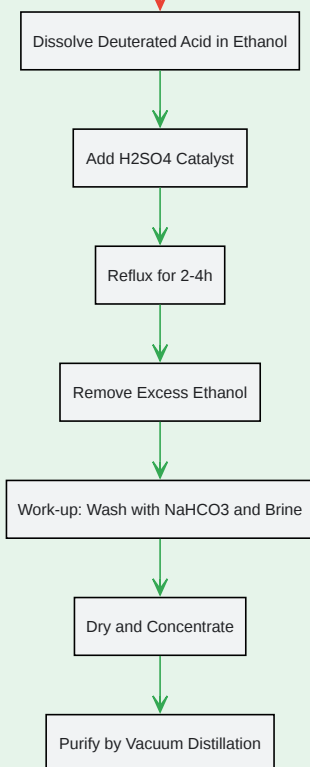 Dissolve Deuterated Acid in Ethanol
Add H2SO4 Catalyst
Reflux for 2-4h
Remove Excess Ethanol
Work-up: Wash with NaHCO3 and Brine
Dry and Concentrate
Purify by Vacuum Distillation